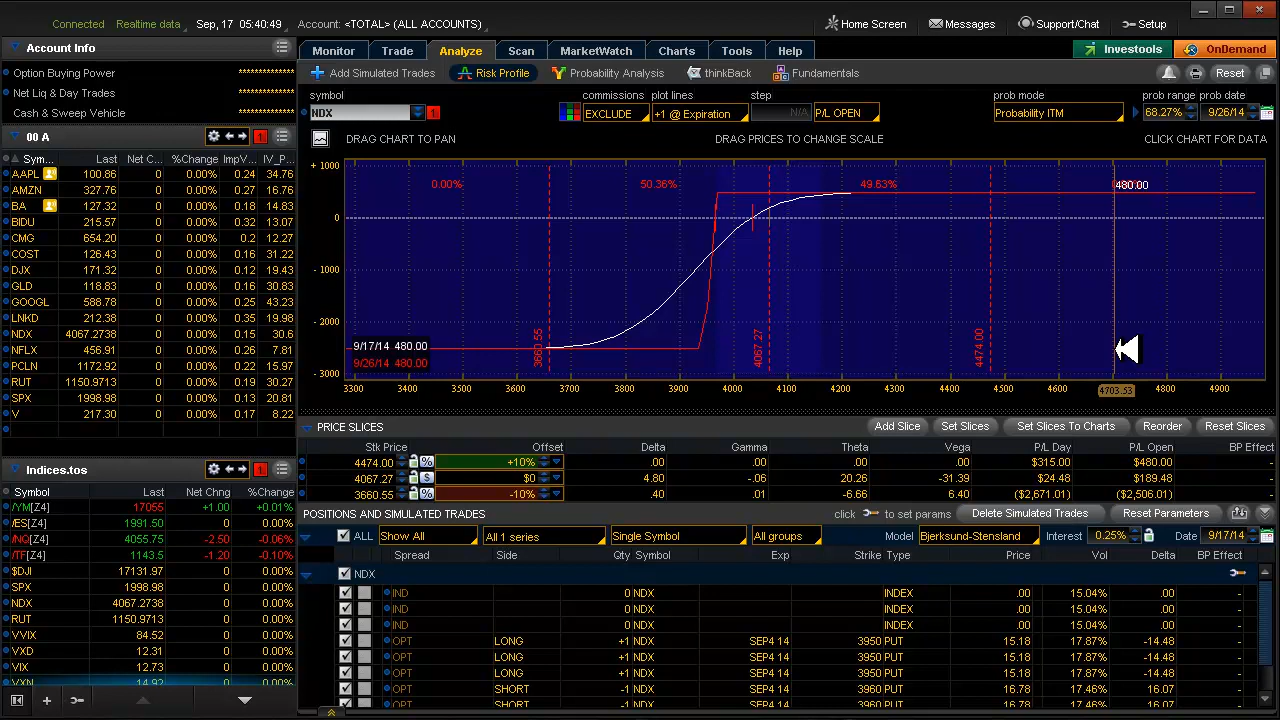 Connected Realtime data Sep, 17 05:40:49 Account: <TOTAL> (ALL ACCOUNTS) Home Screen Messages Support/Chat Setup
Account Info
Option Buying Power *************
Net Liq & Day Trades *************
Cash & Sweep Vehicle *************
00 A 1
Sym... Last Net C... %Change ImpV... IV_P...
AAPL 100.86 0 0.00% 0.24 34.76
AMZN 327.76 0 0.00% 0.27 16.76
BA 127.32 0 0.00% 0.18 14.83
BIDU 215.57 0 0.00% 0.32 13.07
CMG 654.20 0 0.00% 0.2 12.27
COST 126.43 0 0.00% 0.16 31.22
DJX 171.32 0 0.00% 0.12 19.43
GLD 118.83 0 0.00% 0.16 30.83
GOOGL 588.78 0 0.00% 0.25 43.23
LNKD 212.38 0 0.00% 0.35 19.98
NDX 4067.2738 0 0.00% 0.15 30.6
NFLX 456.91 0 0.00% 0.26 7.81
PCLN 1172.92 0 0.00% 0.22 15.97
RUT 1150.9713 0 0.00% 0.19 30.27
SPX 1998.98 0 0.00% 0.13 20.81
V 217.30 0 0.00% 0.17 8.22
Indices.tos 1
Symbol Last Net Chng %Change
/YM[Z4] 17055 +1.00 +0.01%
/ES[Z4] 1991.50 0 0.00%
/NQ[Z4] 4055.75 -2.50 -0.06%
/TF[Z4] 1143.5 -1.20 -0.10%
$DJI 17131.97 0 0.00%
SPX 1998.98 0 0.00%
NDX 4067.2738 0 0.00%
RUT 1150.9713 0 0.00%
VVIX 84.52 0 0.00%
VXD 12.31 0 0.00%
VIX 12.73 0 0.00%
VXN 14.92 0 0.00%
Monitor Trade Analyze Scan MarketWatch Charts Tools Help Investools OnDemand
Add Simulated Trades Risk Profile Probability Analysis thinkBack Fundamentals Reset
symbol commissions plot lines step prob mode prob range prob date
NDX 1 EXCLUDE +1 @ Expiration N/A P/L OPEN Probability ITM 68.27% 9/26/14
DRAG CHART TO PAN DRAG PRICES TO CHANGE SCALE CLICK CHART FOR DATA
+ 1000
0.00% 50.36% 49.63% 480.00
0
- 1000
- 2000
3660.55 4067.27 4474.00
9/17/14 480.00
9/26/14 480.00
- 3000
3300 3400 3500 3600 3700 3800 3900 4000 4100 4200 4300 4400 4500 4600 4703.53 4800 4900
PRICE SLICES Add Slice Set Slices Set Slices To Charts Reorder Reset Slices
Stk Price Offset Delta Gamma Theta Vega P/L Day P/L Open BP Effect
4474.00 % +10% .00 .00 .00 .00 $315.00 $480.00
4067.27 $ $0 4.80 -.06 20.26 -31.39 $24.48 $189.48
3660.55 % -10% .40 .01 -1.66 6.40 ($2,671.01) ($2,506.01)
POSITIONS AND SIMULATED TRADES click to set params Delete Simulated Trades Reset Parameters
ALL Show All All 1 series Single Symbol All groups Model Bjerksund-Stensland Interest 0.25% Date 9/17/14
Spread Side Qty Symbol Exp Strike Type Price Vol Delta BP Effect
NDX
IND 0 NDX INDEX .00 15.04% .00 -
IND 0 NDX INDEX .00 15.04% .00 -
IND 0 NDX INDEX .00 15.04% .00 -
OPT LONG +1 NDX SEP4 14 3950 PUT 15.18 17.87% -14.48 -
OPT LONG +1 NDX SEP4 14 3950 PUT 15.18 17.87% -14.48 -
OPT LONG +1 NDX SEP4 14 3950 PUT 15.18 17.87% -14.48 -
OPT SHORT -1 NDX SEP4 14 3960 PUT 16.78 17.46% 16.07 -
OPT SHORT -1 NDX SEP4 14 3960 PUT 16.78 17.46% 16.07 -